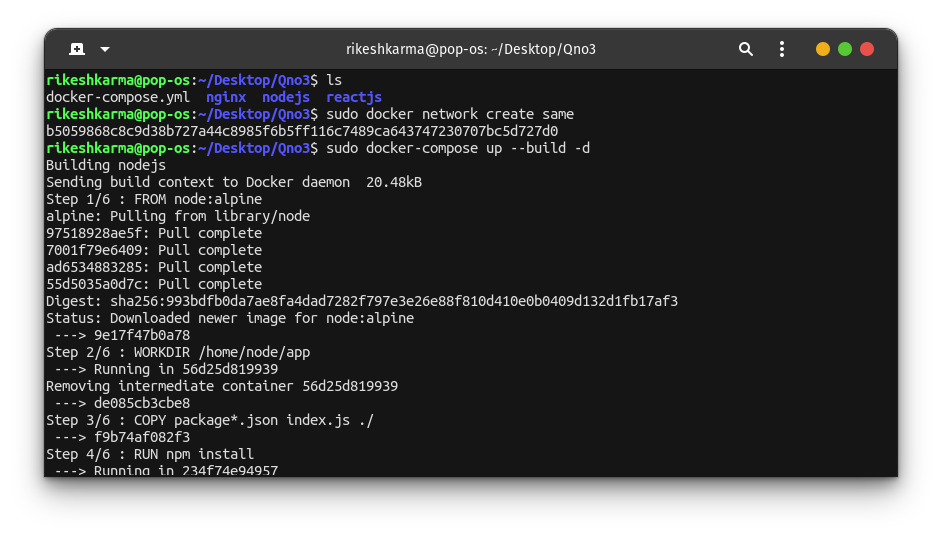 rikeshkarma@pop-os: ~/Desktop/Qno3
rikeshkarma@pop-os:~/Desktop/Qno3$ ls
docker-compose.yml  nginx  nodejs  reactjs
rikeshkarma@pop-os:~/Desktop/Qno3$ sudo docker network create same
b5059868c8c9d38b727a44c8985f6b5ff116c7489ca643747230707bc5d727d0
rikeshkarma@pop-os:~/Desktop/Qno3$ sudo docker-compose up --build -d
Building nodejs
Sending build context to Docker daemon  20.48kB
Step 1/6 : FROM node:alpine
alpine: Pulling from library/node
97518928ae5f: Pull complete
7001f79e6409: Pull complete
ad6534883285: Pull complete
55d5035a0d7c: Pull complete
Digest: sha256:993bdfb0da7ae8fa4dad7282f797e3e26e88f810d410e0b0409d132d1fb17af3
Status: Downloaded newer image for node:alpine
 ---> 9e17f47b0a78
Step 2/6 : WORKDIR /home/node/app
 ---> Running in 56d25d819939
Removing intermediate container 56d25d819939
 ---> de085cb3cbe8
Step 3/6 : COPY package*.json index.js ./
 ---> f9b74af082f3
Step 4/6 : RUN npm install
 ---> Running in 234f74e94957